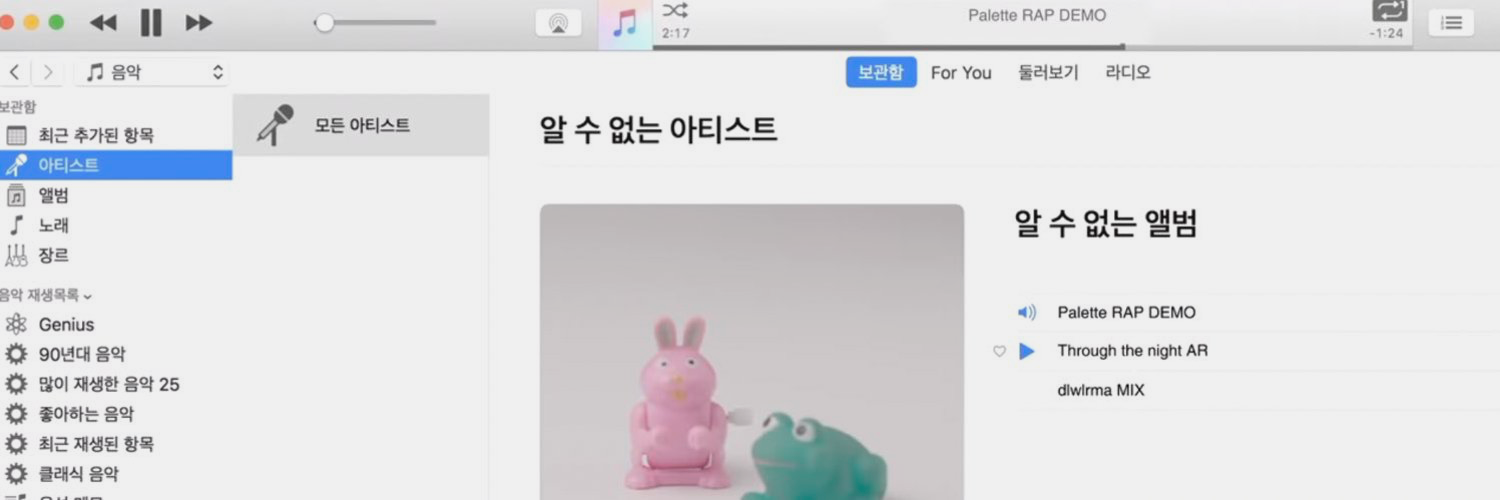 Palette RAP DEMO
2:17
-1:24
음악
보관함 For You 둘러보기 라디오
보관함
최근 추가된 항목
아티스트
앨범
노래
장르
음악 재생목록
Genius
90년대 음악
많이 재생한 음악 25
좋아하는 음악
최근 재생된 항목
클래식 음악
모든 아티스트
알 수 없는 아티스트
알 수 없는 앨범
Palette RAP DEMO
Through the night AR
dlwlrma MIX